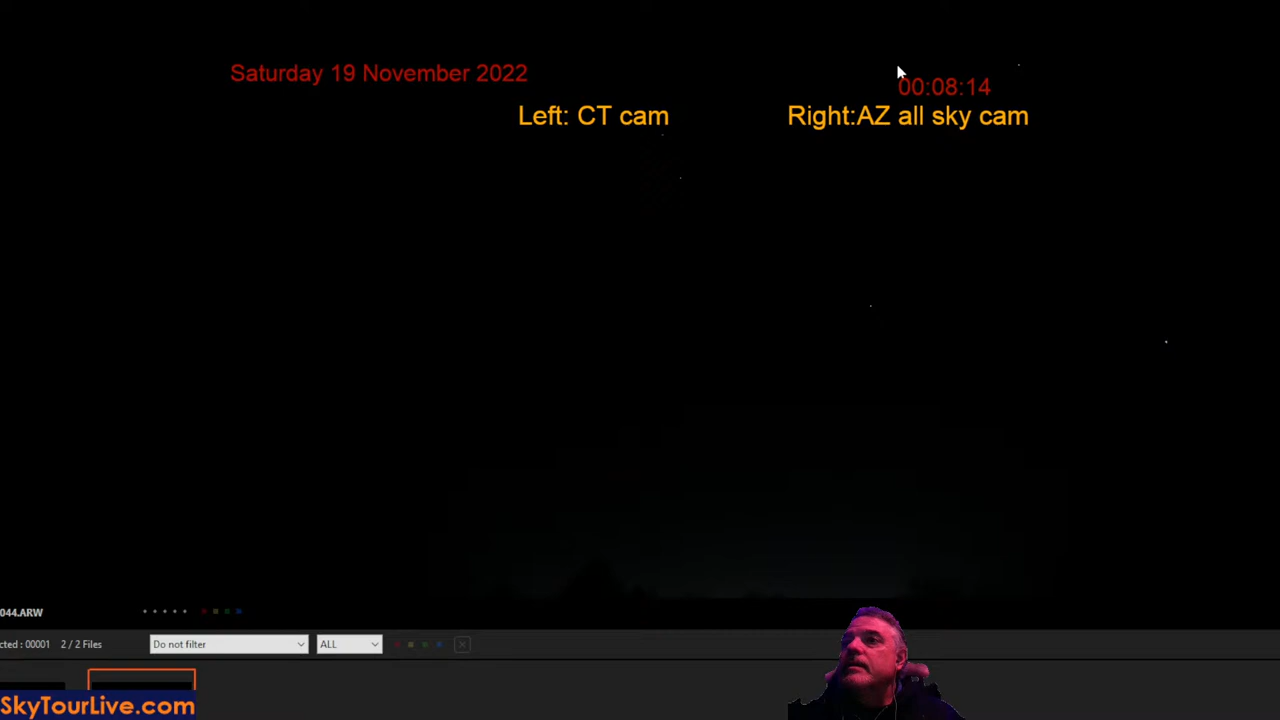 Saturday 19 November 2022
00:08:14
Left: CT cam
Right:AZ all sky cam
044.ARW
cted : 00001 2 / 2 Files
Do not filter
ALL
SkyTourLive.com